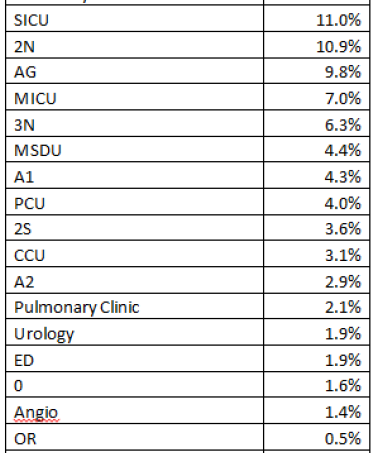 SICU 11.0%
2N 10.9%
AG 9.8%
MICU 7.0%
3N 6.3%
MSDU 4.4%
A1 4.3%
PCU 4.0%
2S 3.6%
CCU 3.1%
A2 2.9%
Pulmonary Clinic 2.1%
Urology 1.9%
ED 1.9%
0 1.6%
Angio 1.4%
OR 0.5%